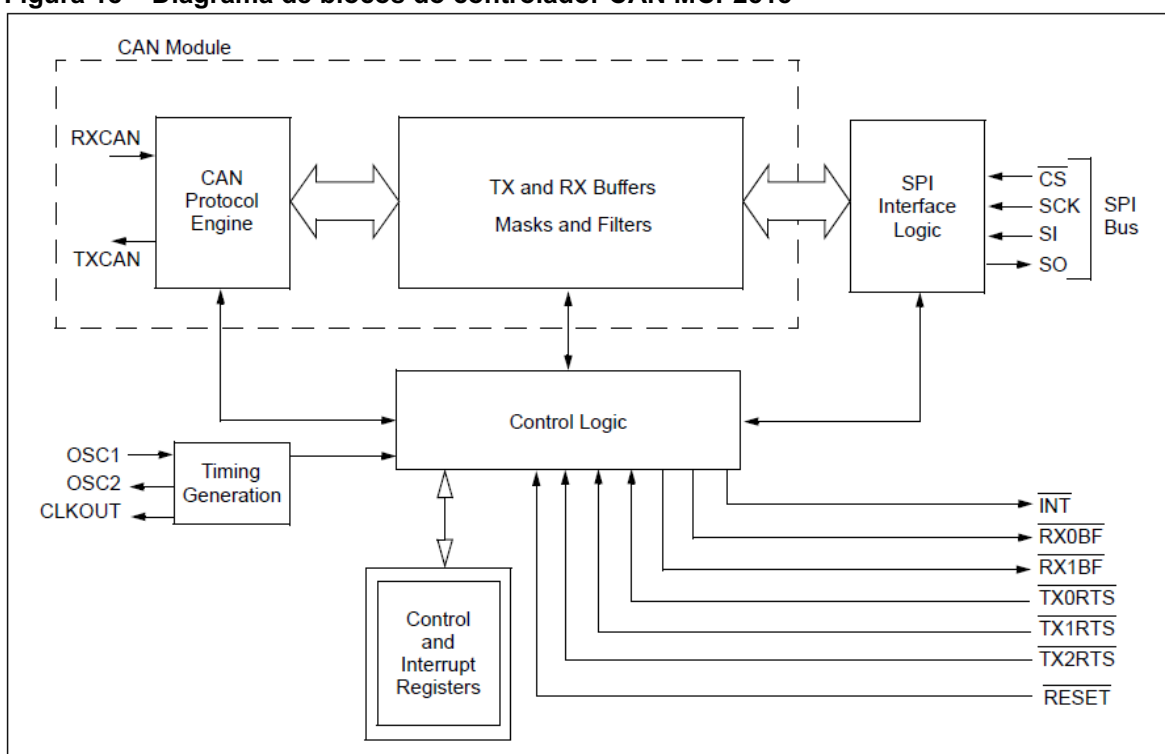 Figura 10 – Diagrama de blocos do controlador CAN MCP2515
CAN Module
RXCAN
TXCAN
CAN
Protocol
Engine
TX and RX Buffers
Masks and Filters
SPI
Interface
Logic
CS
SCK
SI
SO
SPI
Bus
Control Logic
OSC1
OSC2
CLKOUT
Timing
Generation
Control
and
Interrupt
Registers
INT
RX0BF
RX1BF
TX0RTS
TX1RTS
TX2RTS
RESET